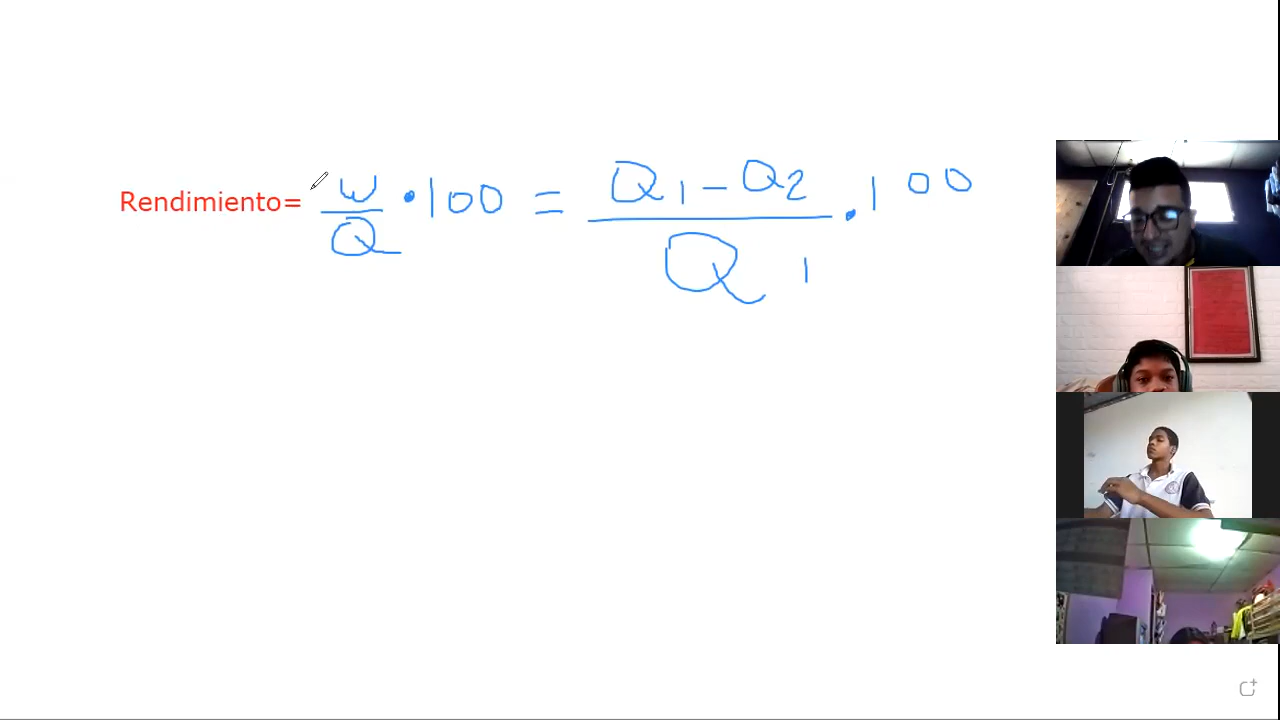 Rendimiento= W/Q • 100 = Q1 - Q2/Q1 . 100